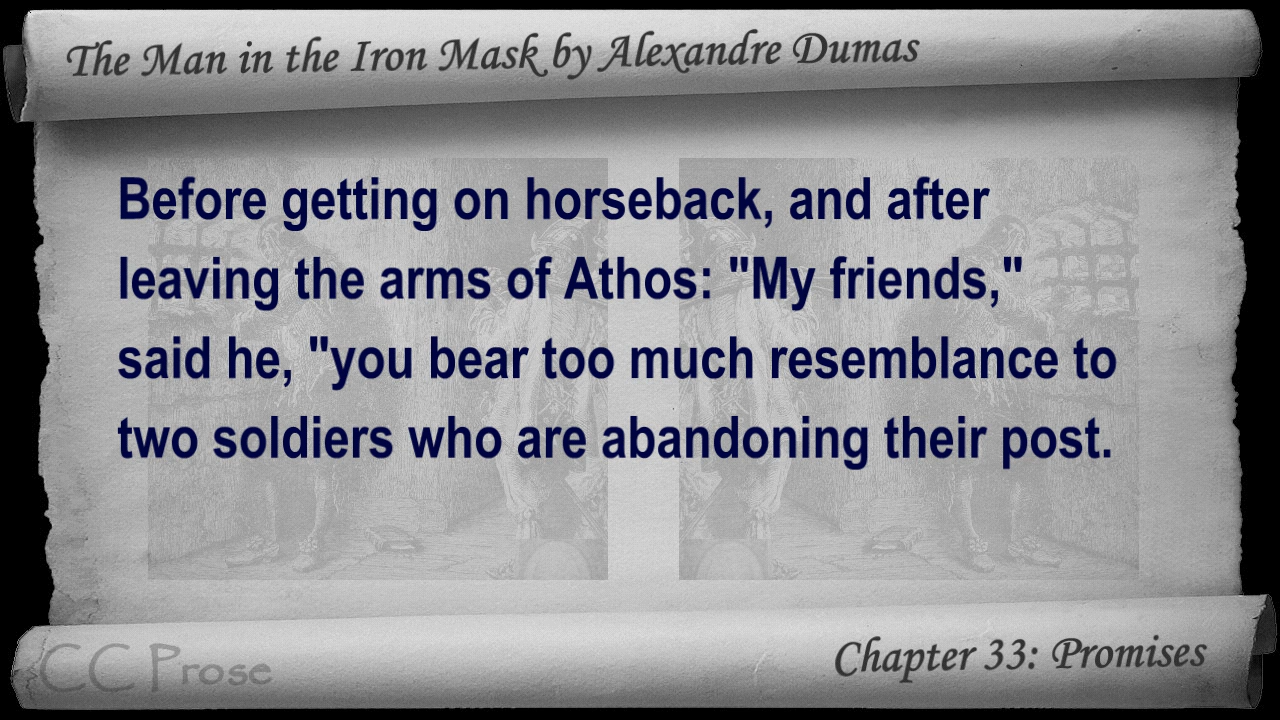 The Man in the Iron Mask by Alexandre Dumas
Before getting on horseback, and after
leaving the arms of Athos: "My friends,"
said he, "you bear too much resemblance to
two soldiers who are abandoning their post.
CC Prose
Chapter 33: Promises